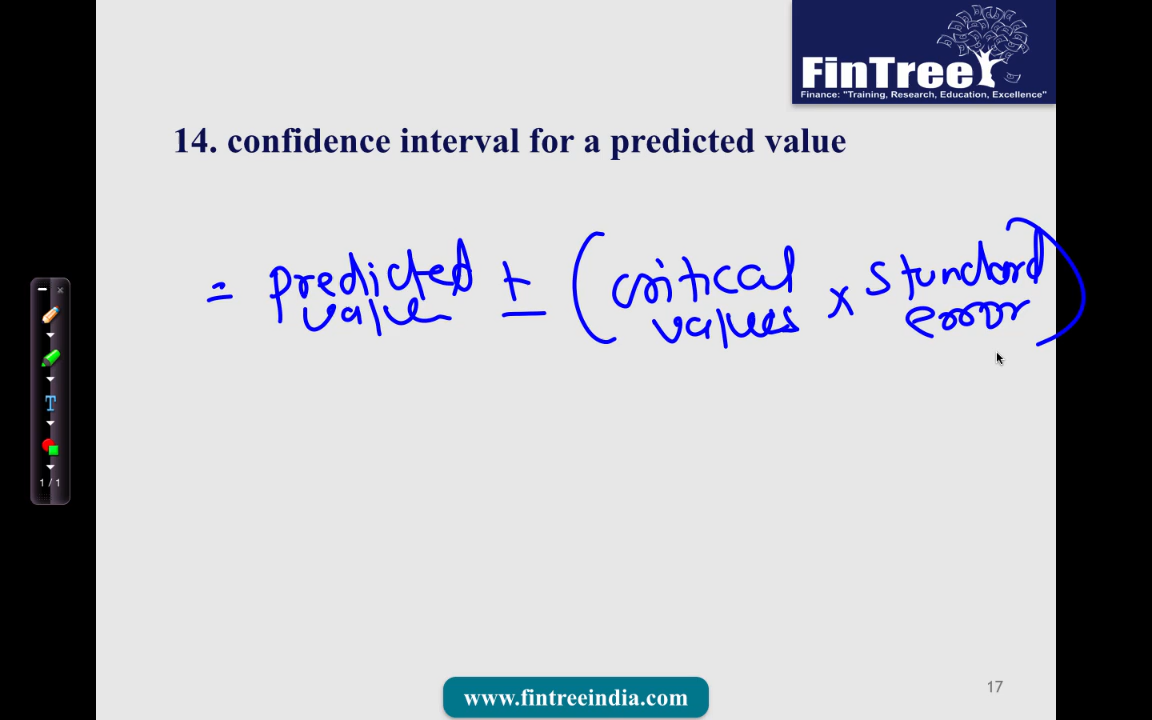 FinTree
Finance: "Training, Research, Education, Excellence"
14. confidence interval for a predicted value
= predicted value ± (critical values × standard error)
T
1 / 1
17
www.fintreeindia.com